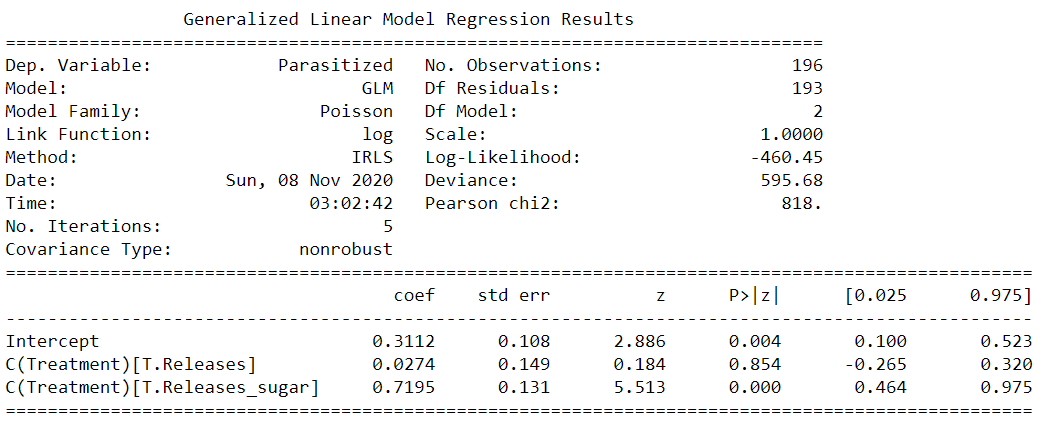 Generalized Linear Model Regression Results
==============================================================================
Dep. Variable:            Parasitized   No. Observations:                  196
Model:                            GLM   Df Residuals:                      193
Model Family:                 Poisson   Df Model:                            2
Link Function:                    log   Scale:                          1.0000
Method:                          IRLS   Log-Likelihood:                -460.45
Date:                Sun, 08 Nov 2020   Deviance:                       595.68
Time:                        03:02:42   Pearson chi2:                     818.
No. Iterations:                     5
Covariance Type:            nonrobust
==================================================================================================
                                     coef    std err          z      P>|z|      [0.025      0.975]
--------------------------------------------------------------------------------------------------
Intercept                          0.3112      0.108      2.886      0.004       0.100       0.523
C(Treatment)[T.Releases]           0.0274      0.149      0.184      0.854      -0.265       0.320
C(Treatment)[T.Releases_sugar]     0.7195      0.131      5.513      0.000       0.464       0.975
==================================================================================================